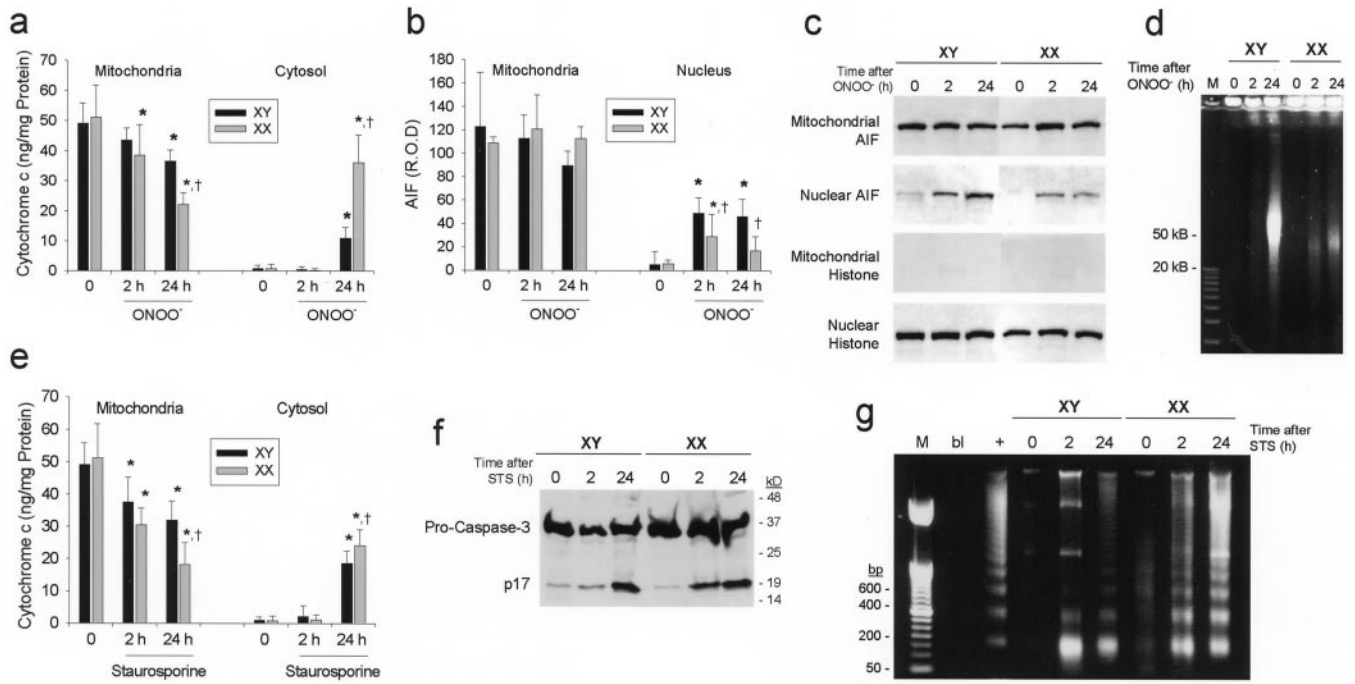 a
Cytochrome c (ng/mg Protein)
70
60
50
40
30
20
10
0
Mitochondria
Cytosol
XY
XX
*
*
*,†
*
*,†
0 2 h 24 h 0 2 h 24 h
ONOO⁻ ONOO⁻
b
AIF (R.O.D)
180
160
140
120
100
80
60
40
20
0
Mitochondria
Nucleus
XY
XX
*
*,†
*
†
0 2 h 24 h 0 2 h 24 h
ONOO⁻ ONOO⁻
c
XY XX
Time after
ONOO⁻ (h)
0 2 24 0 2 24
Mitochondrial
AIF
Nuclear AIF
Mitochondrial
Histone
Nuclear
Histone
d
XY XX
Time after
ONOO⁻ (h)
M 0 2 24 0 2 24
50 kB -
20 kB -
e
Cytochrome c (ng/mg Protein)
70
60
50
40
30
20
10
0
Mitochondria
Cytosol
XY
XX
*
*
*
*,†
*
*,†
0 2 h 24 h 0 2 h 24 h
Staurosporine Staurosporine
f
XY XX
Time after
STS (h)
0 2 24 0 2 24
kD
- 48
Pro-Caspase-3
- 37
- 25
p17
- 19
- 14
g
XY XX
M bl + 0 2 24 0 2 24
Time after
STS (h)
bp
600 -
400 -
200 -
50 -